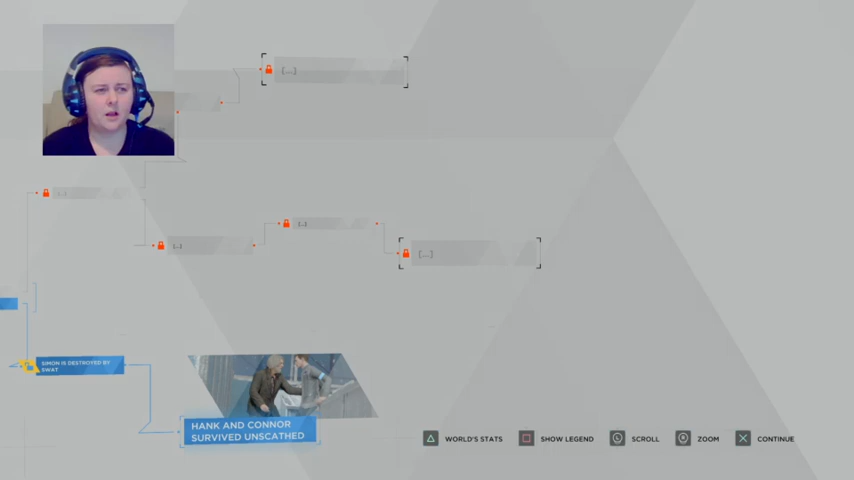 [...]
[...]
[...]
[...]
[...]
SIMON IS DESTROYED BY
SWAT
HANK AND CONNOR
SURVIVED UNSCATHED
WORLD'S STATS
SHOW LEGEND
L
SCROLL
R
ZOOM
CONTINUE